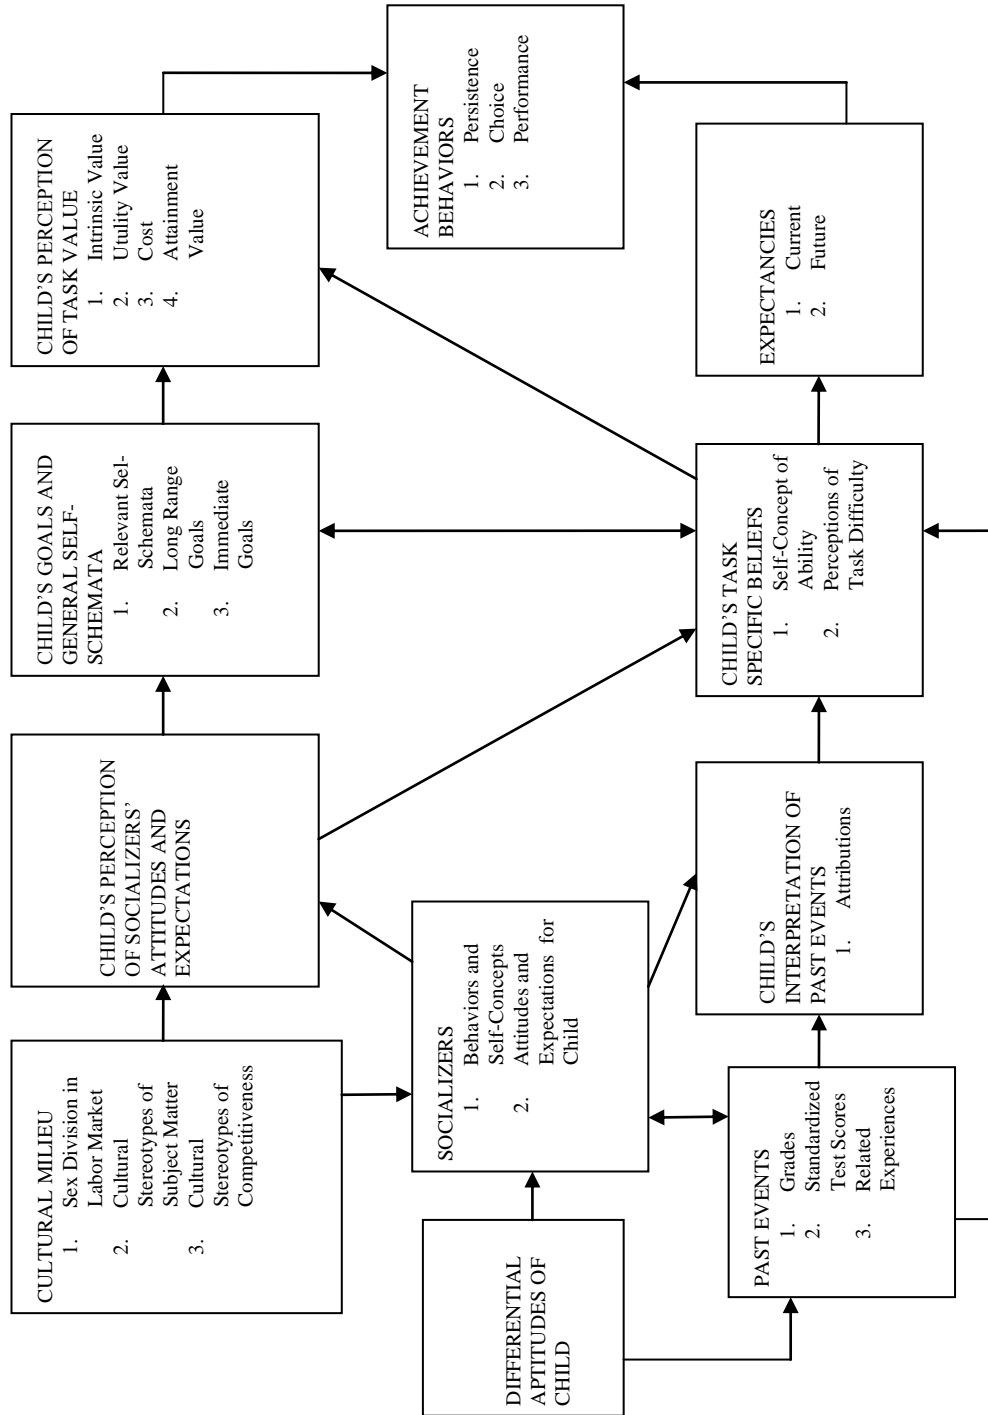 CULTURAL MILIEU
1. Sex Division in
Labor Market
2. Cultural
Stereotypes of
Subject Matter
3. Cultural
Stereotypes of
Competitiveness
CHILD'S PERCEPTION
OF SOCIALIZERS'
ATTITUDES AND
EXPECTATIONS
CHILD'S GOALS AND
GENERAL SELF-
SCHEMATA
1. Relevant Sel-
Schemata
2. Long Range
Goals
3. Immediate
Goals
CHILD'S PERCEPTION
OF TASK VALUE
1. Intrinsic Value
2. Utulity Value
3. Cost
4. Attainment
Value
DIFFERENTIAL
APTITUDES OF
CHILD
SOCIALIZERS
1. Behaviors and
Self-Concepts
2. Attitudes and
Expectations for
Child
ACHIEVEMENT
BEHAVIORS
1. Persistence
2. Choice
3. Performance
PAST EVENTS
1. Grades
2. Standardized
Test Scores
3. Related
Experiences
CHILD'S
INTERPRETATION OF
PAST EVENTS
1. Attributions
CHILD'S TASK
SPECIFIC BELIEFS
1. Self-Concept of
Ability
2. Perceptions of
Task Difficulty
EXPECTANCIES
1. Current
2. Future